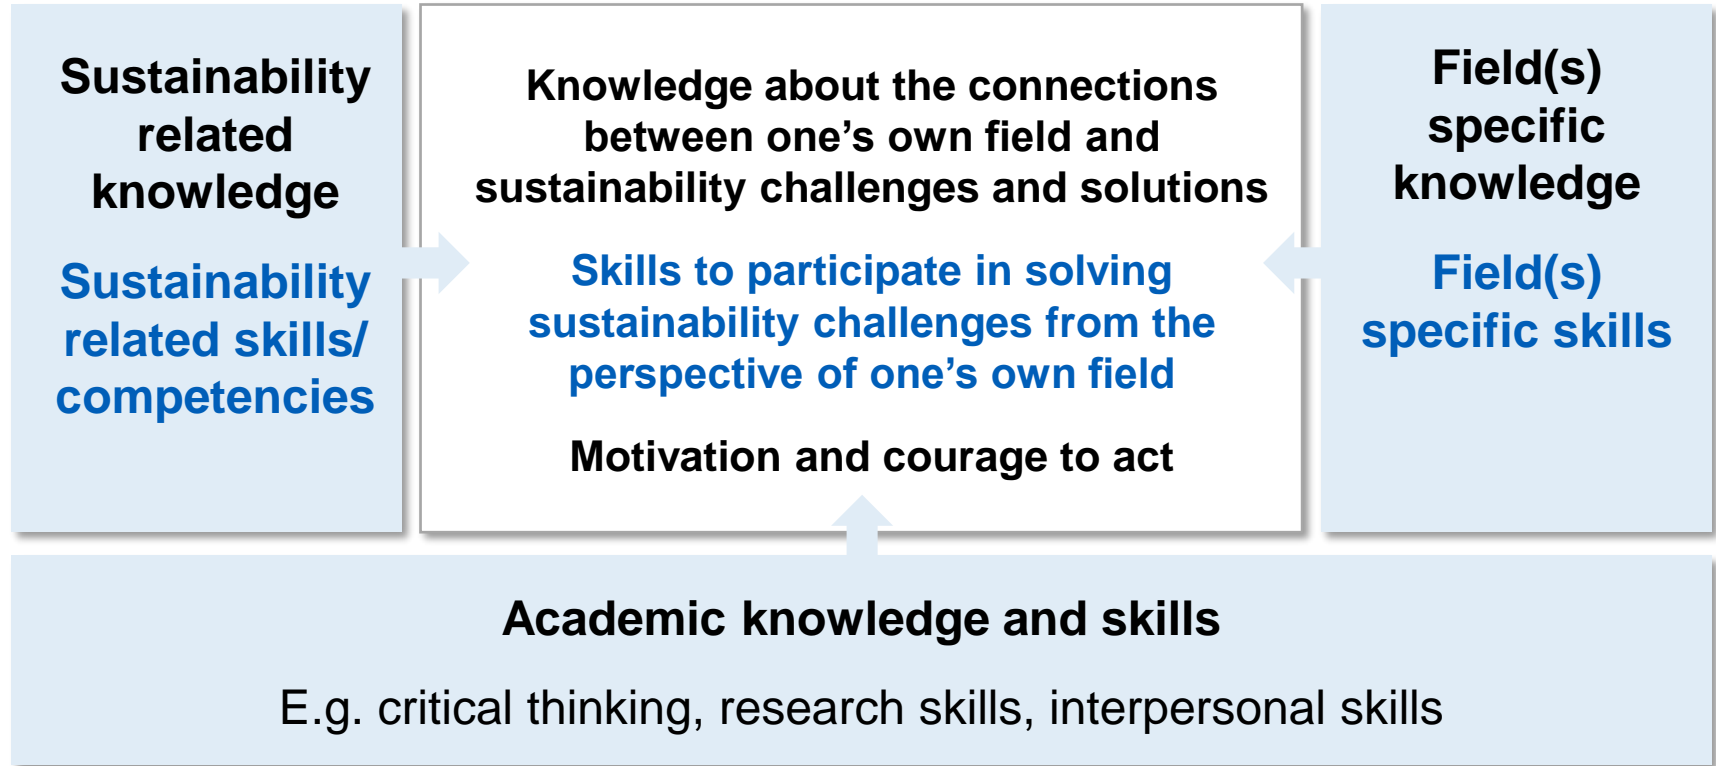 Sustainability
related
knowledge
Sustainability
related skills/
competencies
Knowledge about the connections
between one’s own field and
sustainability challenges and solutions
Skills to participate in solving
sustainability challenges from the
perspective of one’s own field
Motivation and courage to act
Field(s)
specific
knowledge
Field(s)
specific skills
Academic knowledge and skills
E.g. critical thinking, research skills, interpersonal skills